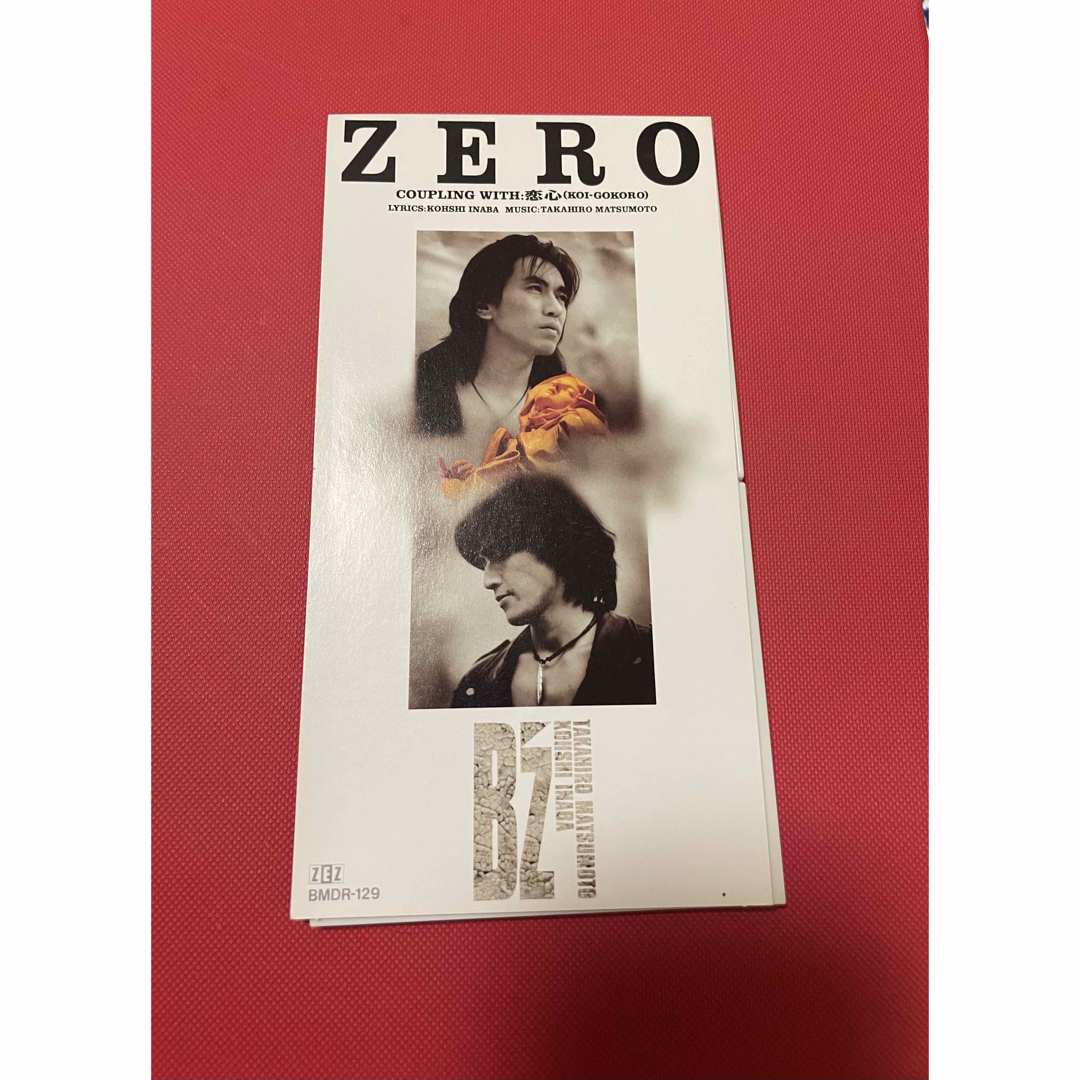 ZERO
COUPLING WITH:恋心(KOI-GOKORO)
LYRICS:KOHSHI INABA MUSIC:TAKAHIRO MATSUMOTO
B'Z
TAKAHIRO MATSUMOTO
KOHSHI INABA
ZEZ
BMDR-129